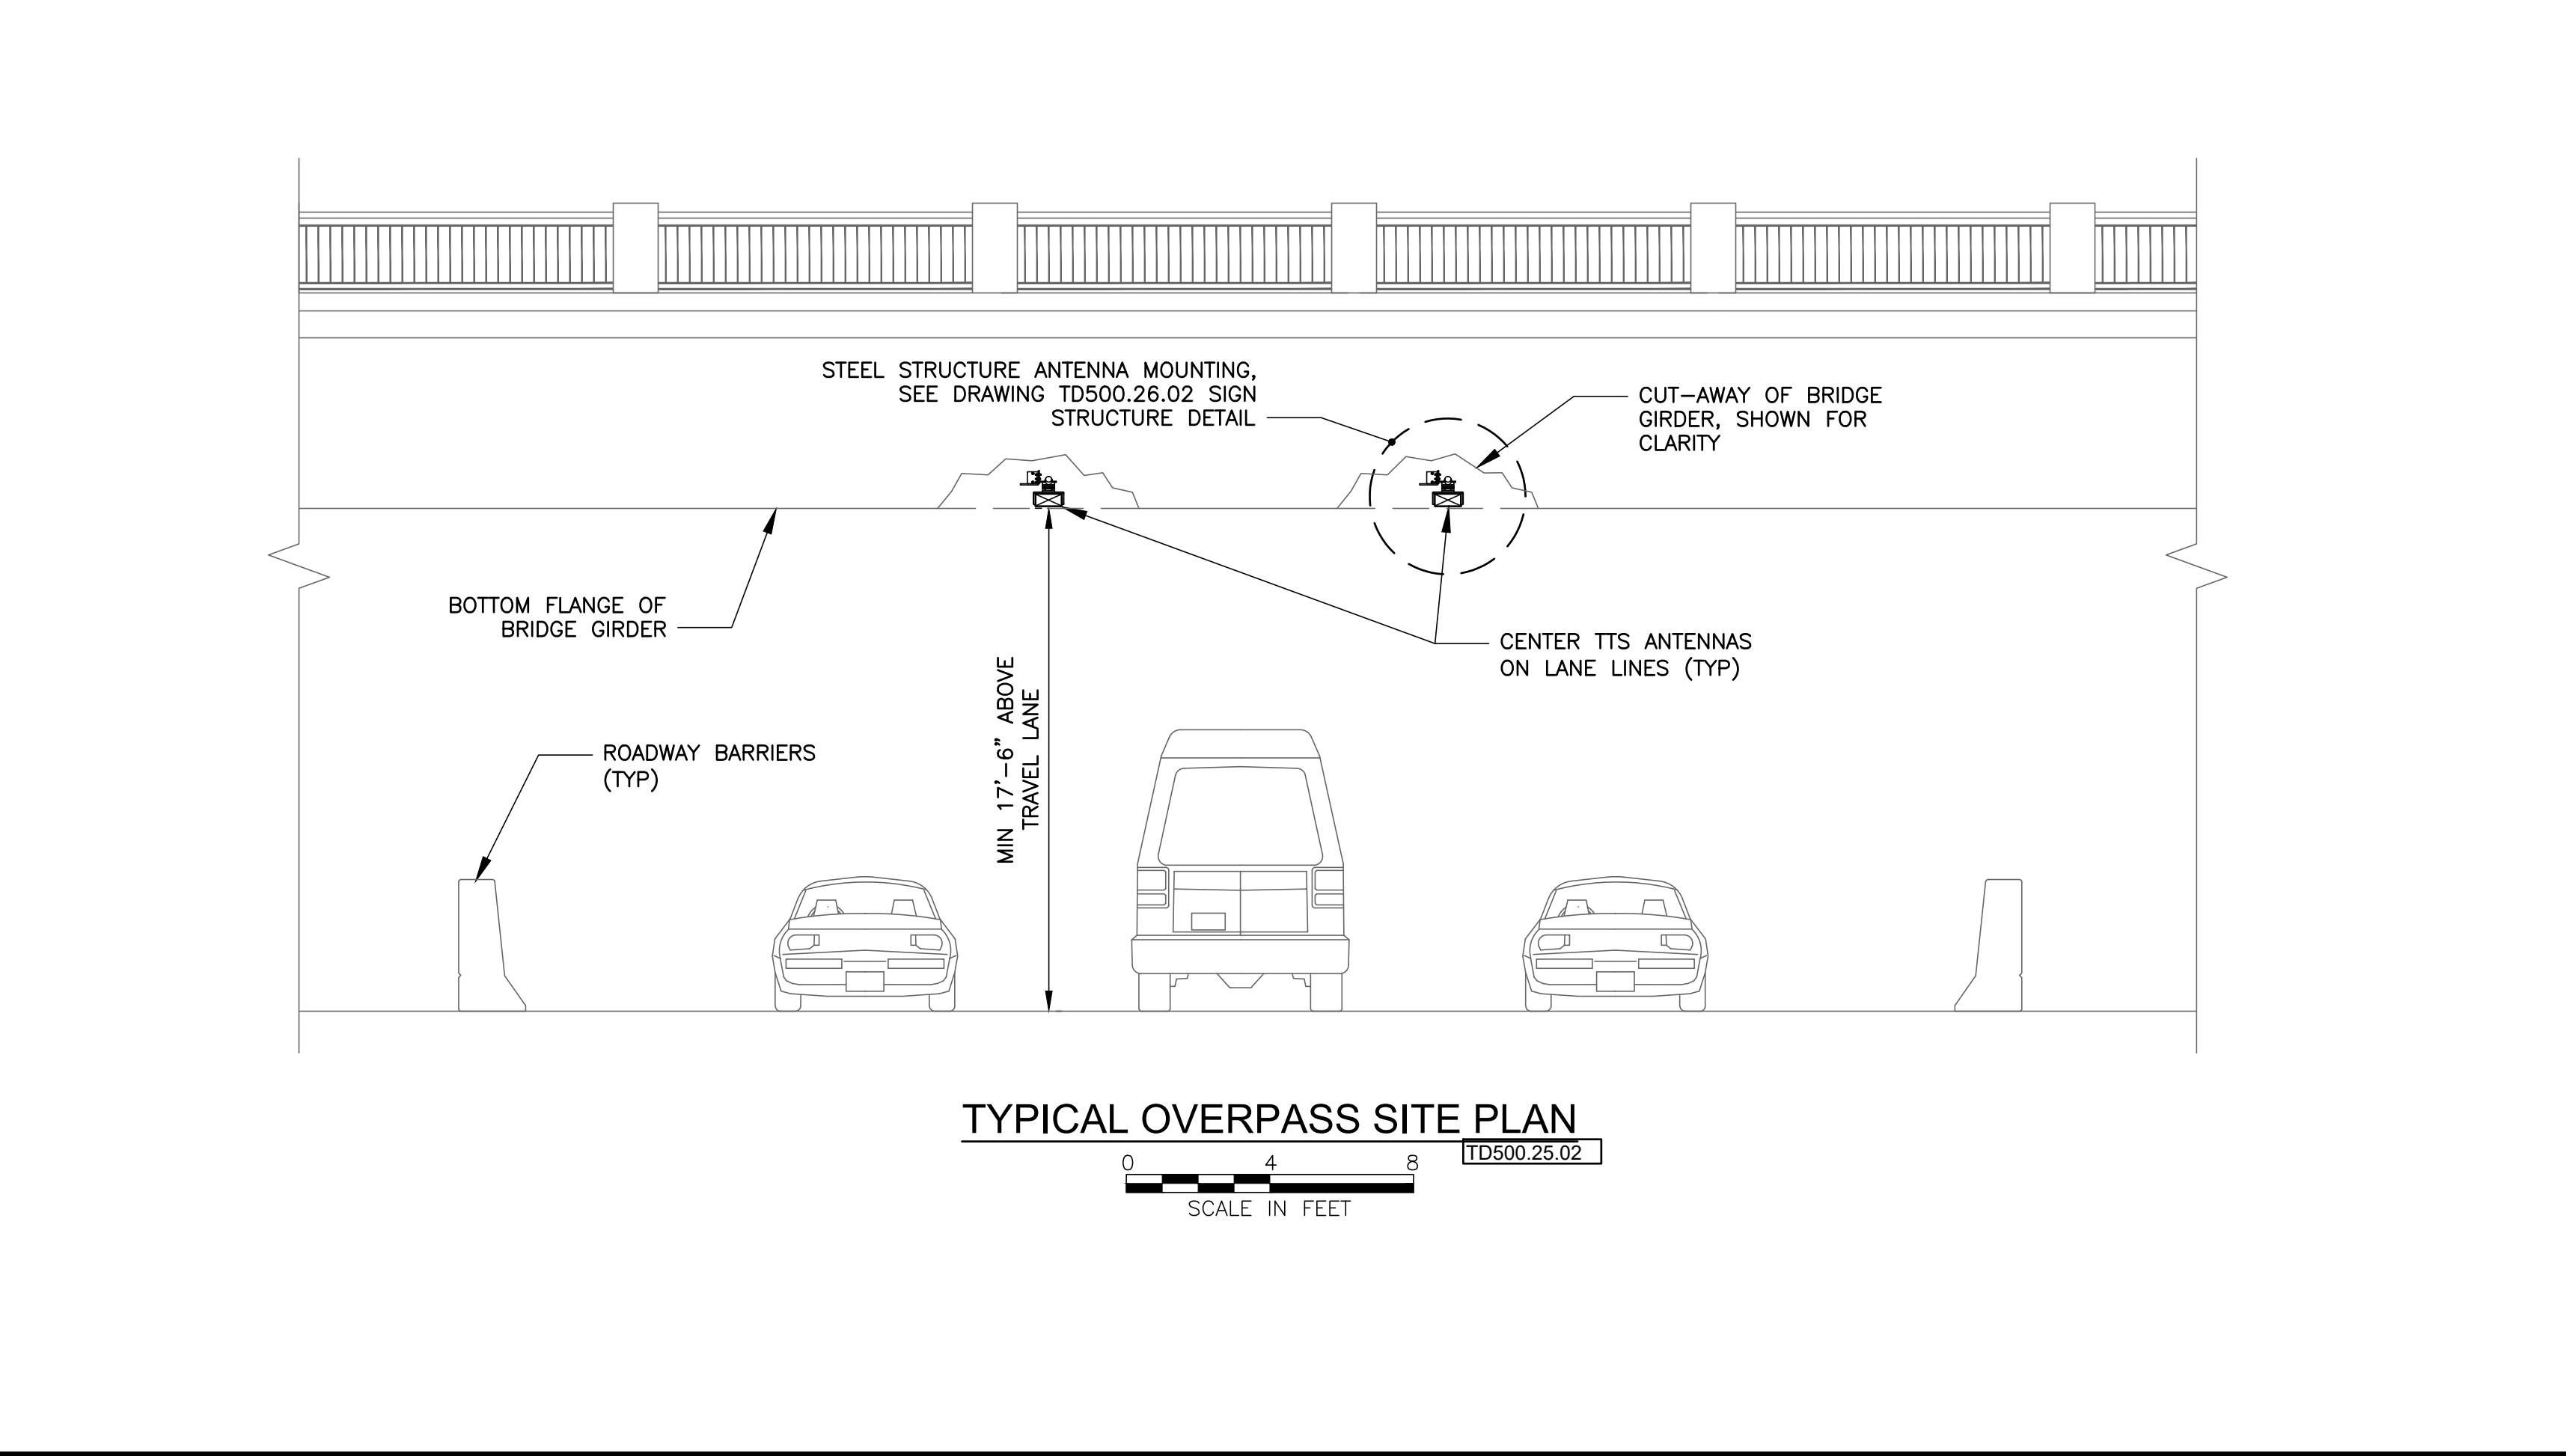 STEEL STRUCTURE ANTENNA MOUNTING,
SEE DRAWING TD500.26.02 SIGN
STRUCTURE DETAIL
CUT-AWAY OF BRIDGE
GIRDER, SHOWN FOR
CLARITY
BOTTOM FLANGE OF
BRIDGE GIRDER
CENTER TTS ANTENNAS
ON LANE LINES (TYP)
MIN 17'-6" ABOVE
TRAVEL LANE
ROADWAY BARRIERS
(TYP)
TYPICAL OVERPASS SITE PLAN
TD500.25.02
0 4 8
SCALE IN FEET